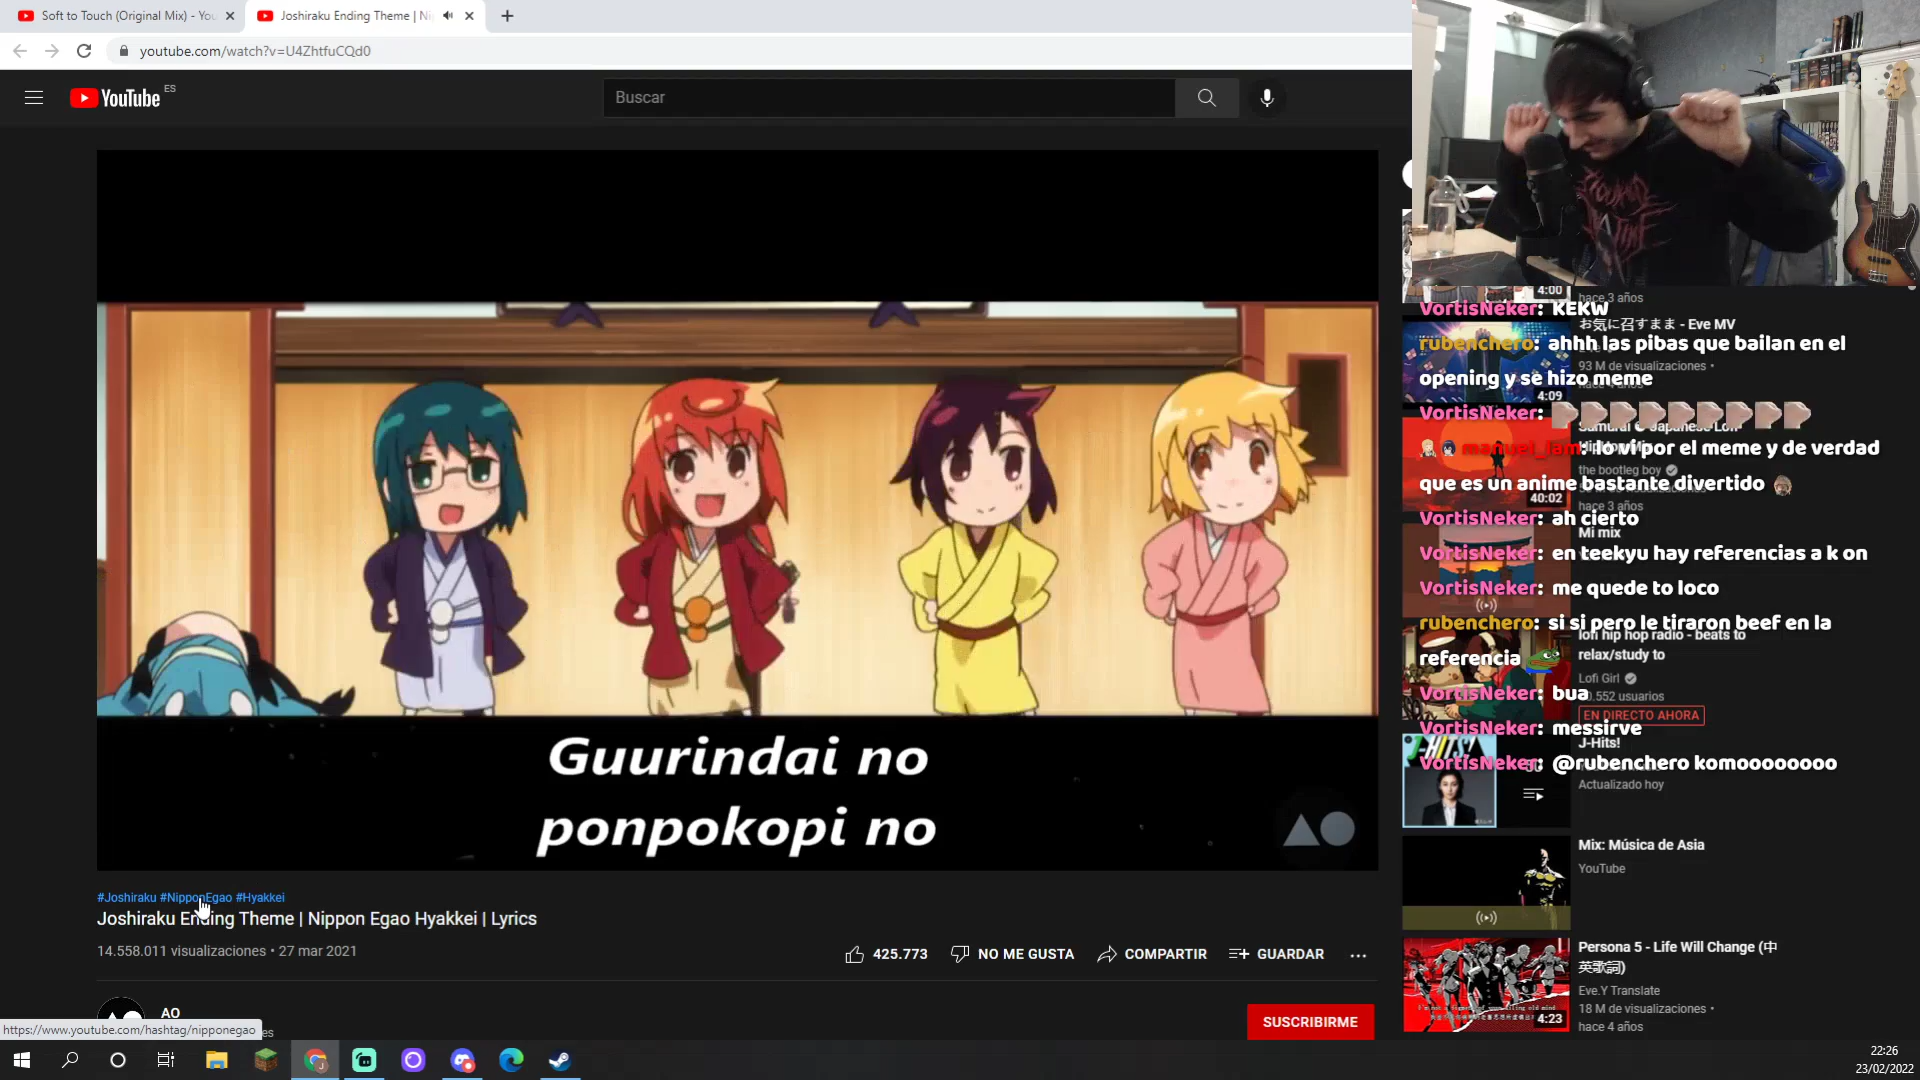 Soft to Touch (Original Mix) - You
Joshiraku Ending Theme | Ni
youtube.com/watch?v=U4ZhtfuCQd0
YouTube ES
Buscar
Guurindai no
ponpokopi no
#Joshiraku #NipponEgao #Hyakkei
Joshiraku Ending Theme | Nippon Egao Hyakkei | Lyrics
14.558.011 visualizaciones • 27 mar 2021
425.773
NO ME GUSTA
COMPARTIR
GUARDAR
AO
SUSCRIBIRME
https://www.youtube.com/hashtag/nipponegao
4:00
hace 3 años
VortisNeker: KEKW
お気に召すまま - Eve MV
rubenchero: ahhh las pibas que bailan en el
opening y se hizo meme
93 M de visualizaciones •
4:09
VortisNeker:
manuel_lam: lo vi por el meme y de verdad
que es un anime bastante divertido
the bootleg boy
40:02
hace 3 años
VortisNeker: ah cierto
Mi mix
VortisNeker: en teekyu hay referencias a k on
VortisNeker: me quede to loco
rubenchero: si si pero le tiraron beef en la
referencia
lofi hip hop radio - beats to
relax/study to
Lofi Girl
.552 usuarios
EN DIRECTO AHORA
VortisNeker: bua
VortisNeker: messirve
J-Hits!
VortisNeker: @rubenchero komoooooooo
Actualizado hoy
J-HITS!
50
Mix: Música de Asia
YouTube
Persona 5 - Life Will Change (中
英歌詞)
Eve.Y Translate
18 M de visualizaciones •
hace 4 años
4:23
22:26
23/02/2022